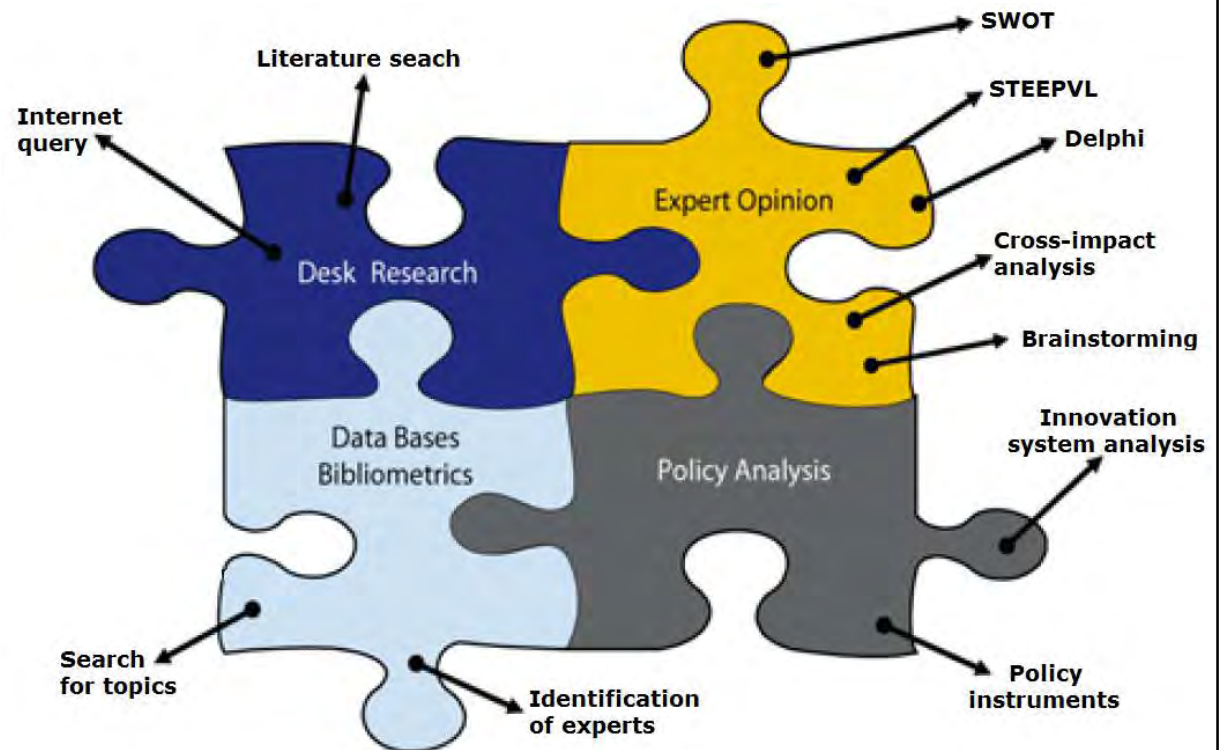 SWOT
Literature seach
STEEPVL
Internet
query
Delphi
Expert Opinion
Cross-impact
analysis
Desk Research
Brainstorming
Innovation
system analysis
Data Bases
Bibliometrics
Policy Analysis
Search
for topics
Identification
of experts
Policy
instruments